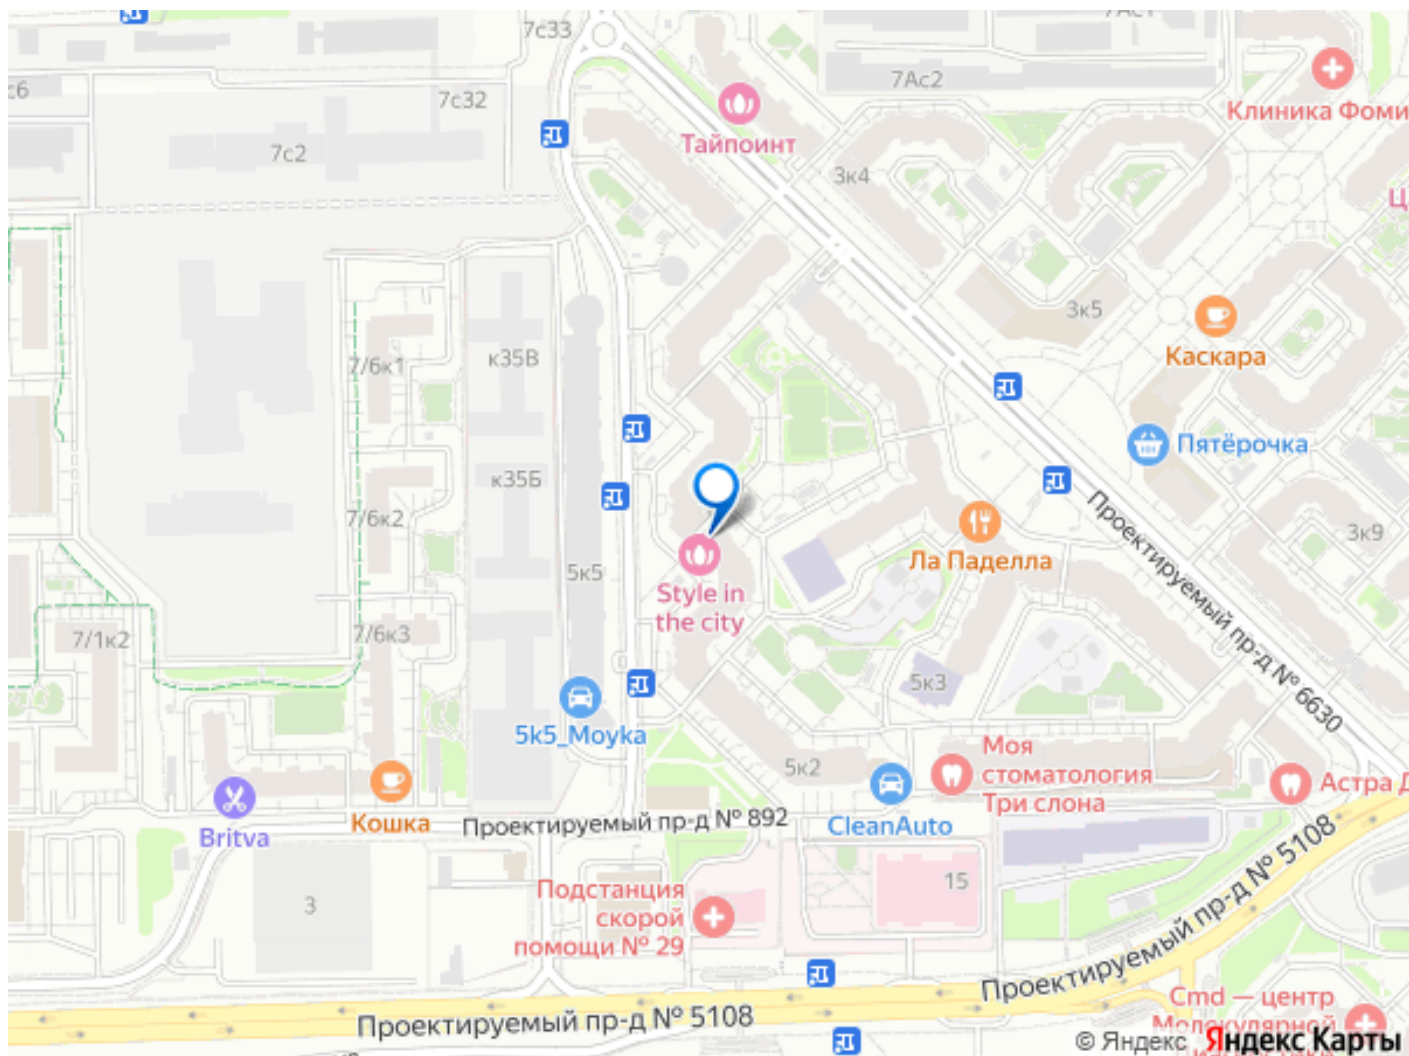 7с33
7Ас2
с6
7с32
Клиника Фоми
Тайпоинт
7с2
3к4
Ц
3к5
к35В
7/6к1
Каскара
Пятёрочка
к35Б
7/6к2
Проектируемый пр-д № 6630
3к9
Ла Паделла
5к5
Style in
the city
7/1к2
7/6к3
5к3
5k5_Moyka
Моя
стоматология
Три слона
5к2
Астра Д
Britva
Кошка
Проектируемый пр-д № 892
CleanAuto
Проектируемый пр-д № 5108
15
3
Подстанция
скорой
помощи № 29
Cmd — центр
Молекулярной
Проектируемый пр-д № 5108
© Яндекс Яндекс Карты